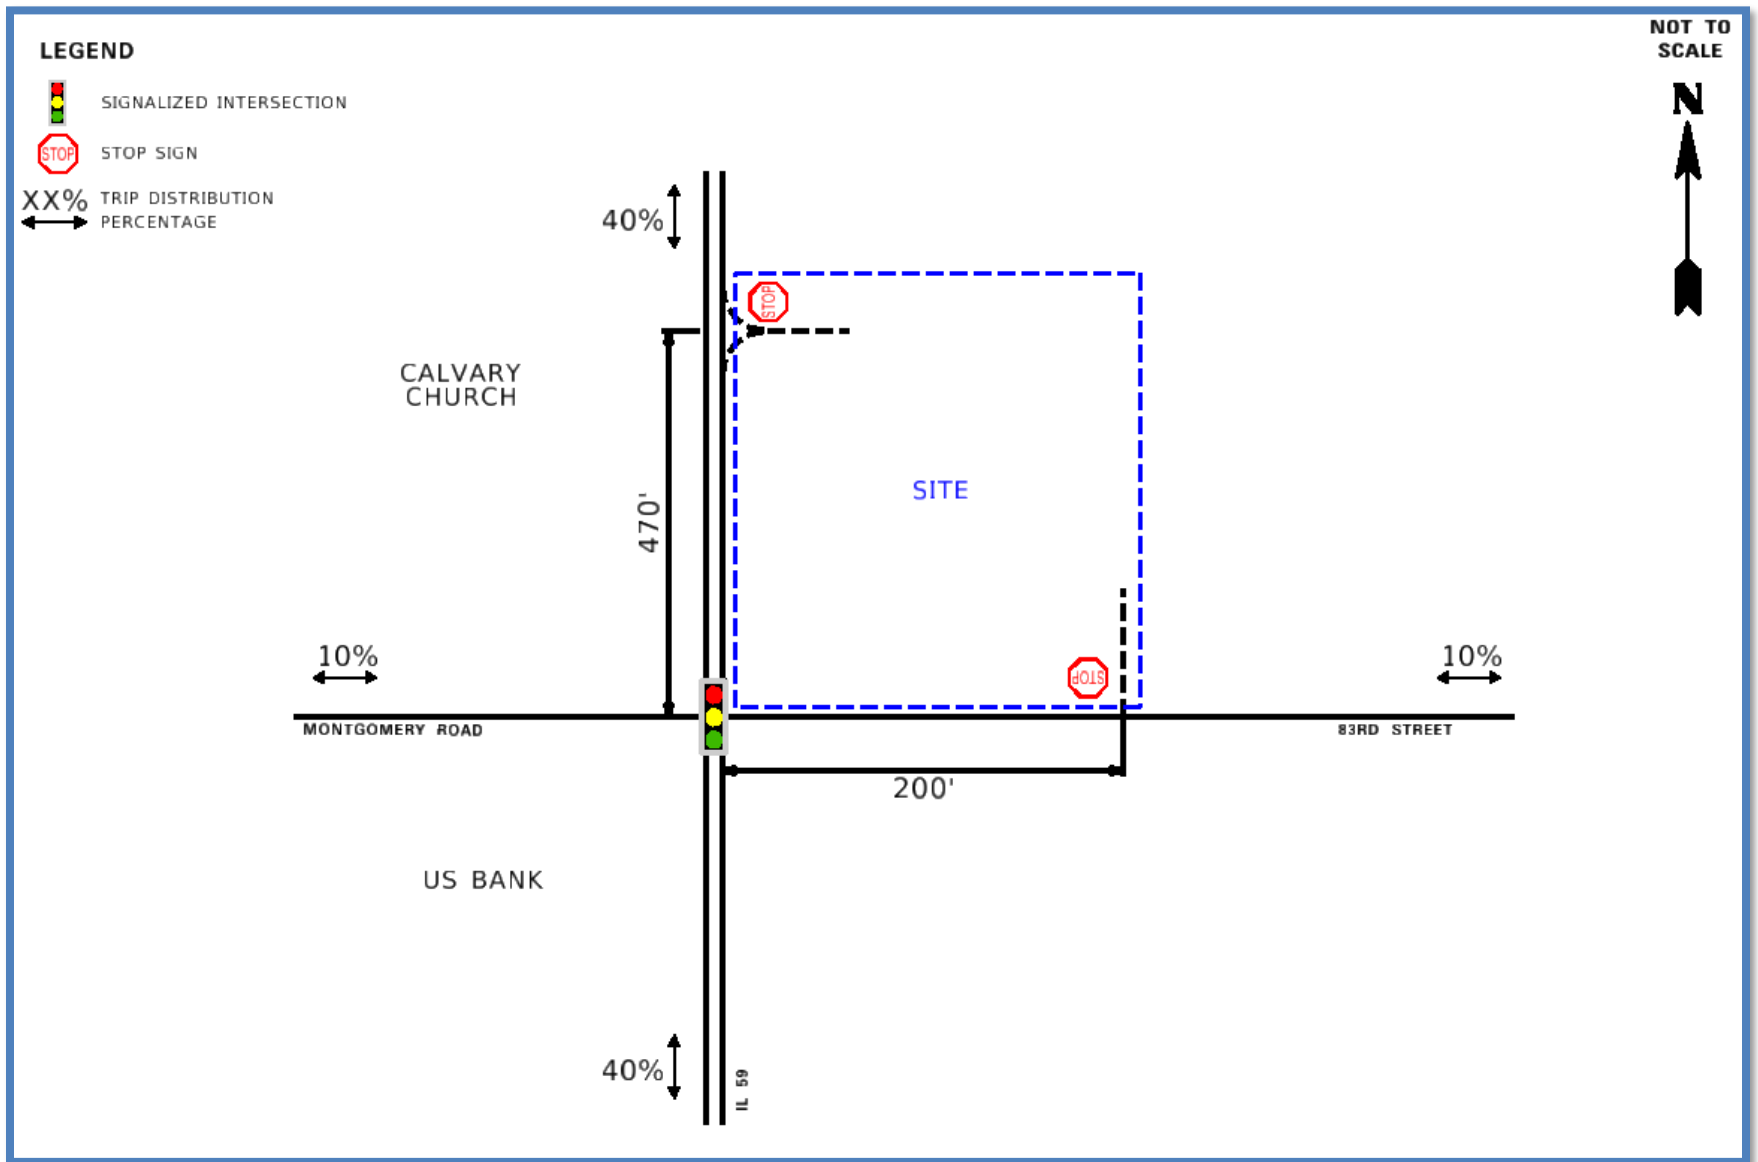 NOT TO
SCALE
N
LEGEND
SIGNALIZED INTERSECTION
STOP
STOP SIGN
XX%
TRIP DISTRIBUTION
PERCENTAGE
40%
STOP
CALVARY
CHURCH
SITE
470'
10%
10%
STOP
MONTGOMERY ROAD
83RD STREET
200'
US BANK
40%
IL 59